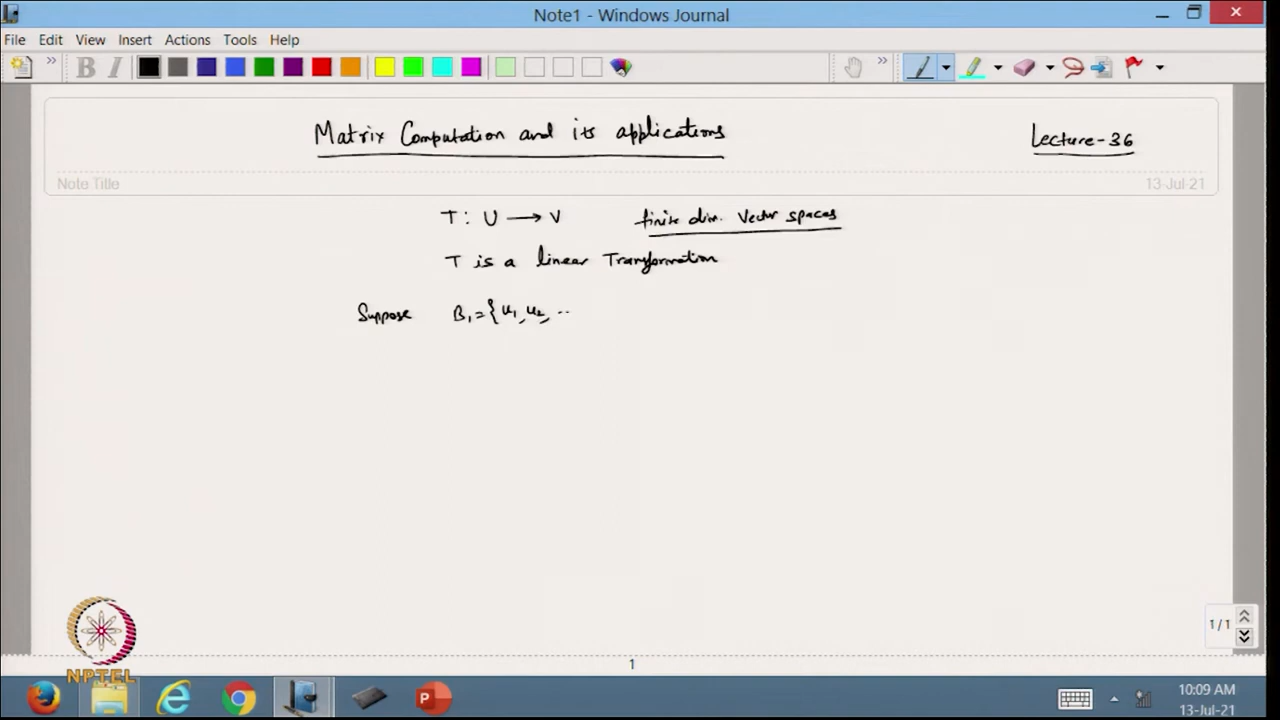 Note1 - Windows Journal
File Edit View Insert Actions Tools Help
B I
Matrix Computation and its applications
Lecture-36
Note Title
13-Jul-21
T : U → V finite dim. Vector spaces
T is a linear Transformation
Suppose B₁ = { u₁, u₂, ..
1 / 1
NPTEL
1
10:09 AM
13-Jul-21